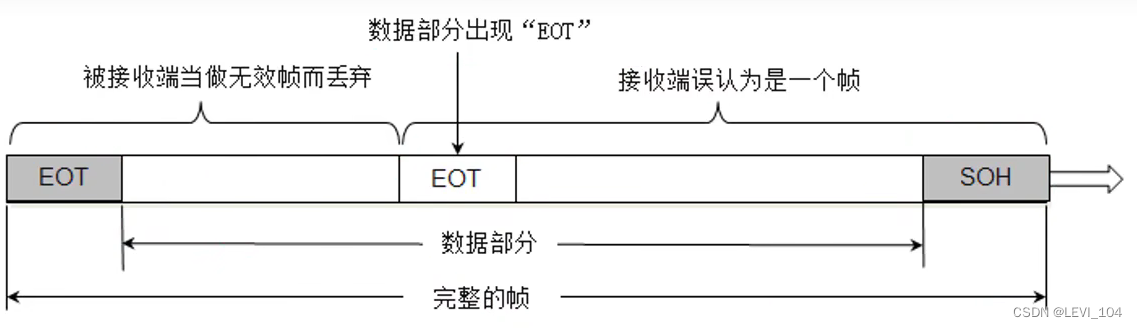 数据部分出现“EOT”
被接收端当做无效帧而丢弃
接收端误认为是一个帧
EOT
EOT
SOH
数据部分
完整的帧
CSDN @LEVI_104